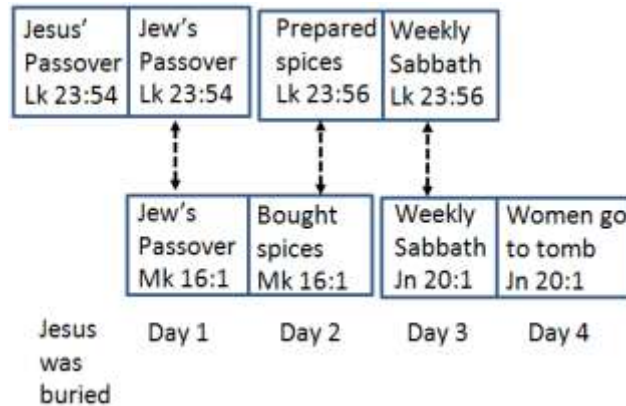 Jesus'
Passover
Lk 23:54
Jew's
Passover
Lk 23:54
Prepared
spices
Lk 23:56
Weekly
Sabbath
Lk 23:56
Jew's
Passover
Mk 16:1
Bought
spices
Mk 16:1
Weekly
Sabbath
Jn 20:1
Women go
to tomb
Jn 20:1
Jesus
was
buried
Day 1
Day 2
Day 3
Day 4